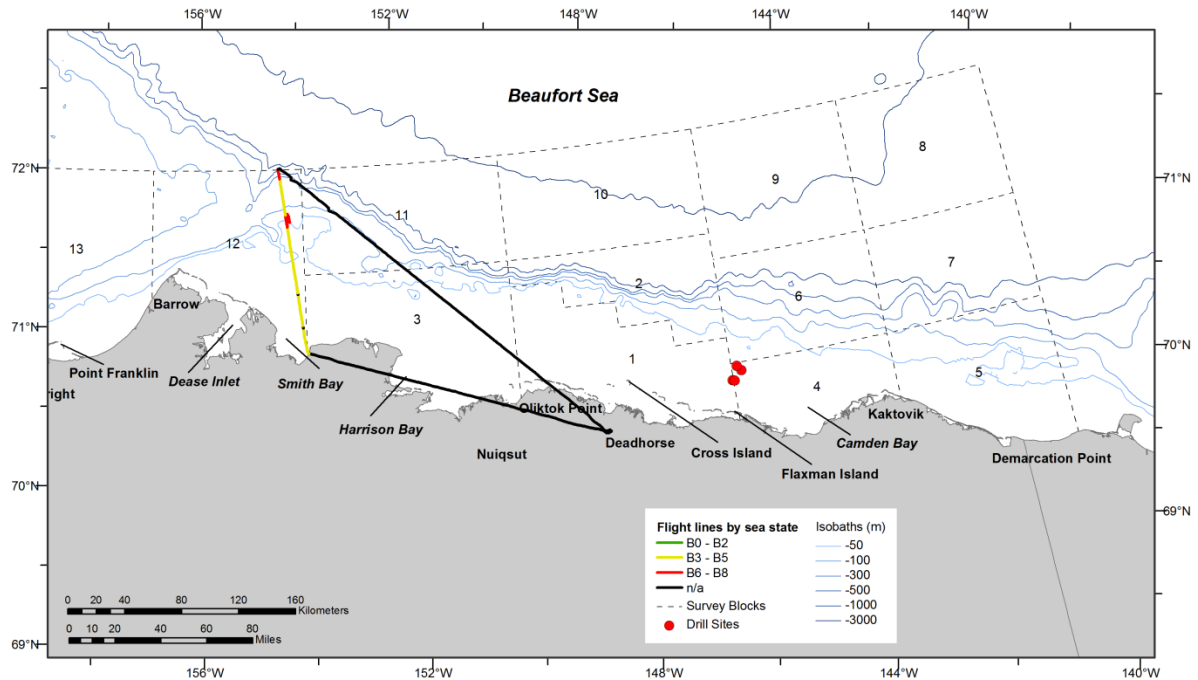 156°W 152°W 148°W 144°W 140°W
Beaufort Sea
72°N
71°N
8
9
10
11
12
13
7
2
6
3
71°N
70°N
1
5
4
Barrow
Point Franklin
right
Dease Inlet
Smith Bay
Harrison Bay
Oliktok Point
Nuiqsut
Deadhorse
Cross Island
Flaxman Island
Camden Bay
Kaktovik
Demarcation Point
70°N
69°N
69°N
Flight lines by sea state
B0 - B2
B3 - B5
B6 - B8
n/a
Survey Blocks
Drill Sites
Isobaths (m)
-50
-100
-300
-500
-1000
-3000
0 20 40 80 120 160
Kilometers
0 10 20 40 60 80
Miles
156°W 152°W 148°W 144°W 140°W